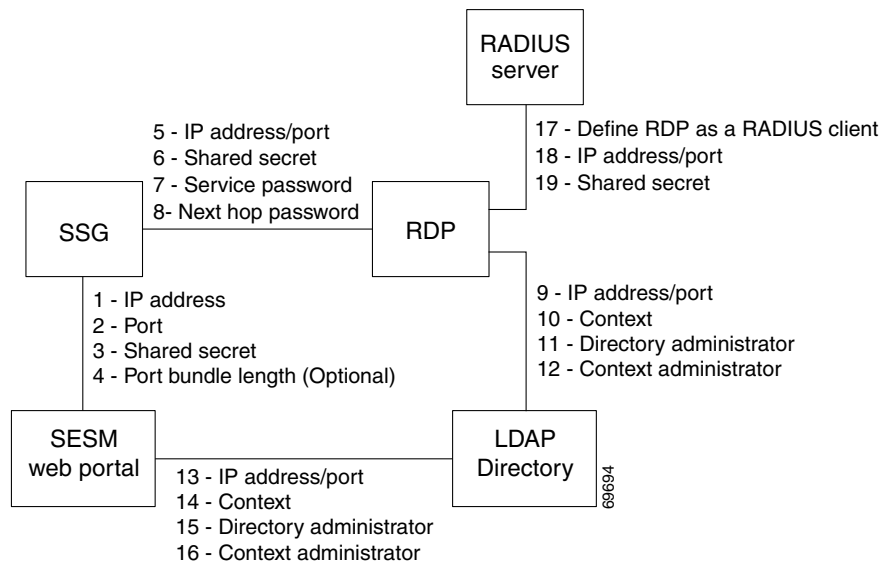 RADIUS
server
5 - IP address/port
6 - Shared secret
7 - Service password
8- Next hop password
17 - Define RDP as a RADIUS client
18 - IP address/port
19 - Shared secret
SSG
RDP
1 - IP address
2 - Port
3 - Shared secret
4 - Port bundle length (Optional)
9 - IP address/port
10 - Context
11 - Directory administrator
12 - Context administrator
SESM
web portal
LDAP
Directory
69694
13 - IP address/port
14 - Context
15 - Directory administrator
16 - Context administrator